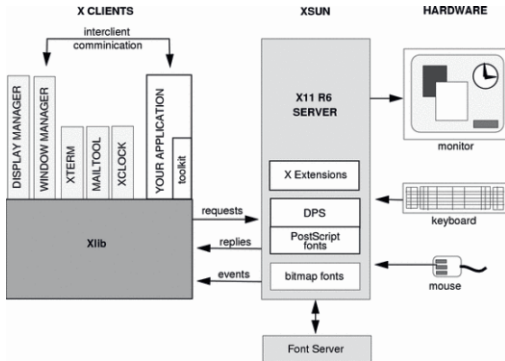 X CLIENTS
XSUN
HARDWARE
interclient
comminication
DISPLAY MANAGER
WINDOW MANAGER
XTERM
MAILTOOL
XCLOCK
YOUR APPLICATION
toolkit
Xlib
requests
replies
events
X11 R6
SERVER
X Extensions
DPS
PostScript
fonts
bitmap fonts
Font Server
monitor
keyboard
mouse